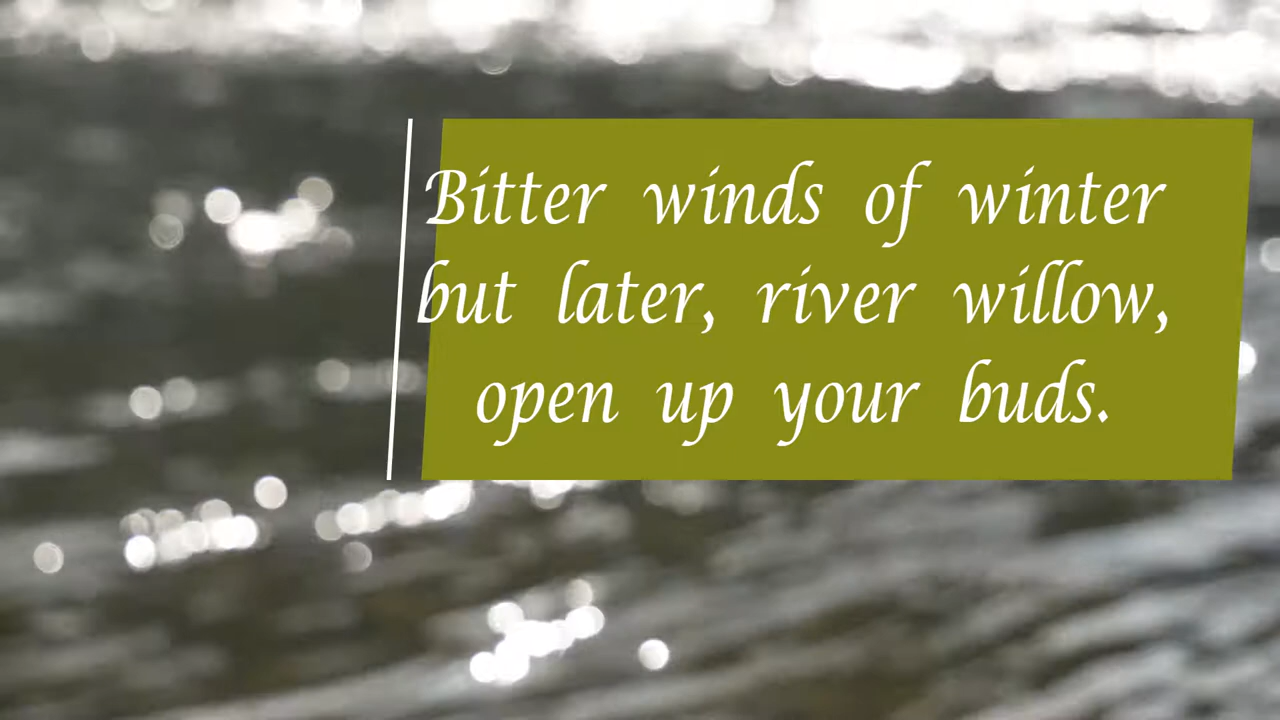 Bitter winds of winter
but later, river willow,
open up your buds.